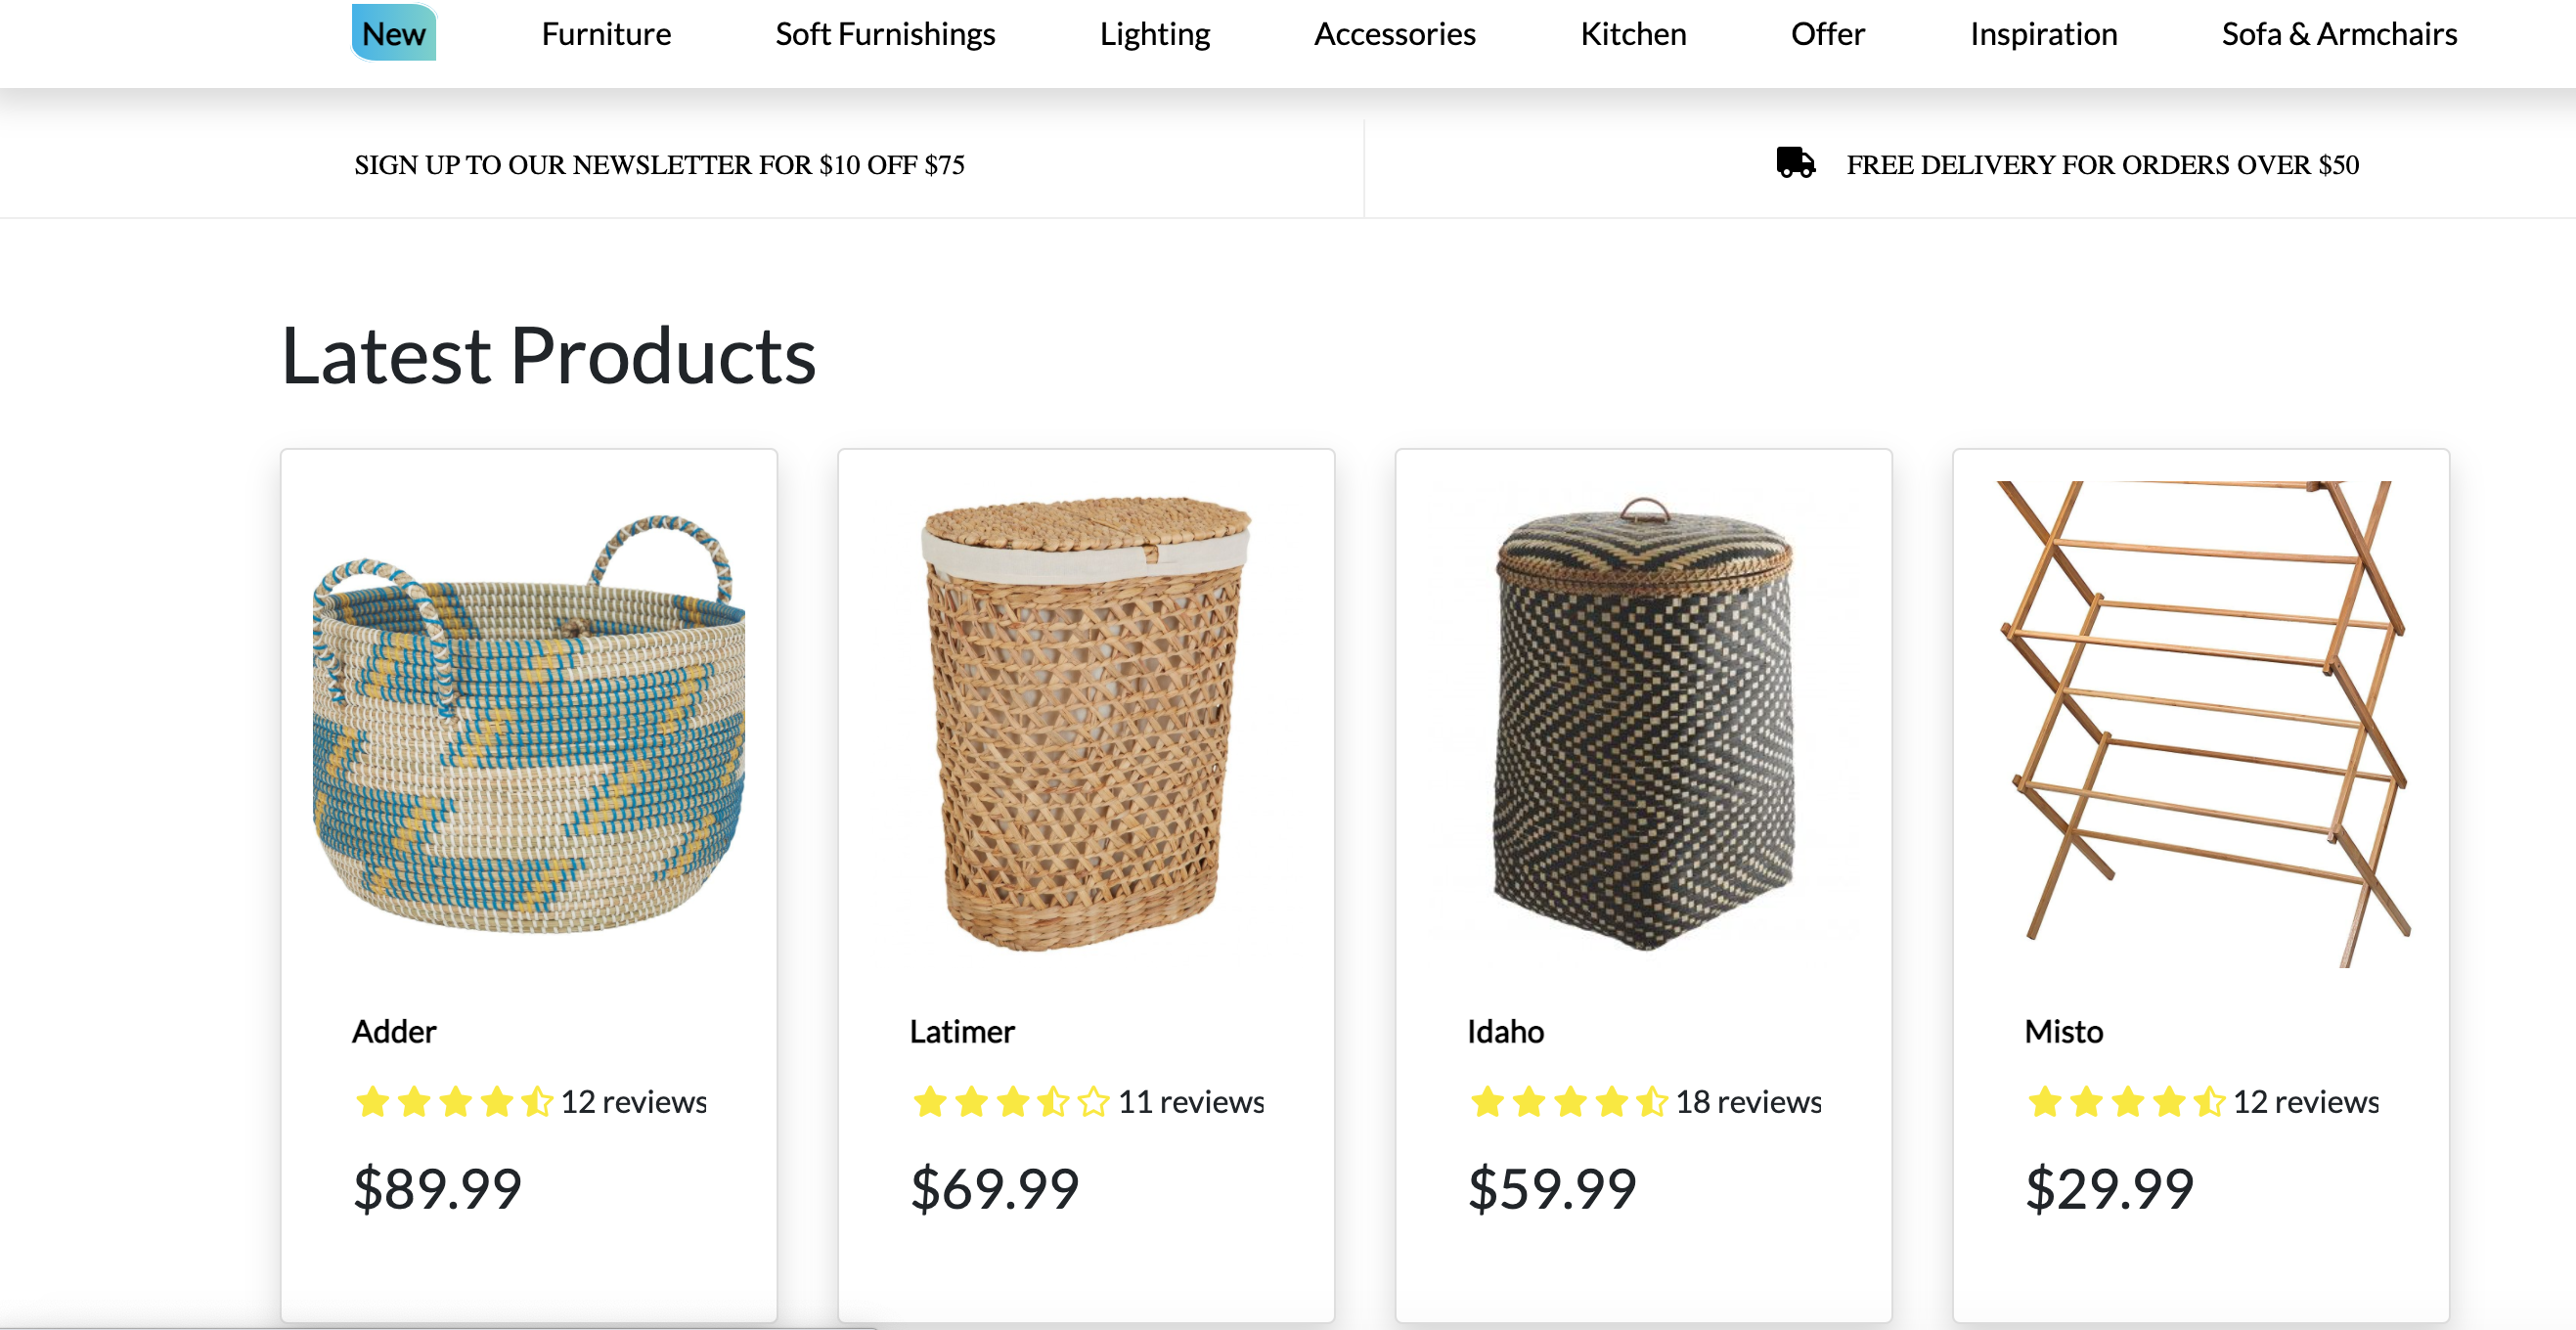 New Furniture Soft Furnishings Lighting Accessories Kitchen Offer Inspiration Sofa & Armchairs
SIGN UP TO OUR NEWSLETTER FOR $10 OFF $75
FREE DELIVERY FOR ORDERS OVER $50
Latest Products
Adder
12 reviews
$89.99
Latimer
11 reviews
$69.99
Idaho
18 reviews
$59.99
Misto
12 reviews
$29.99